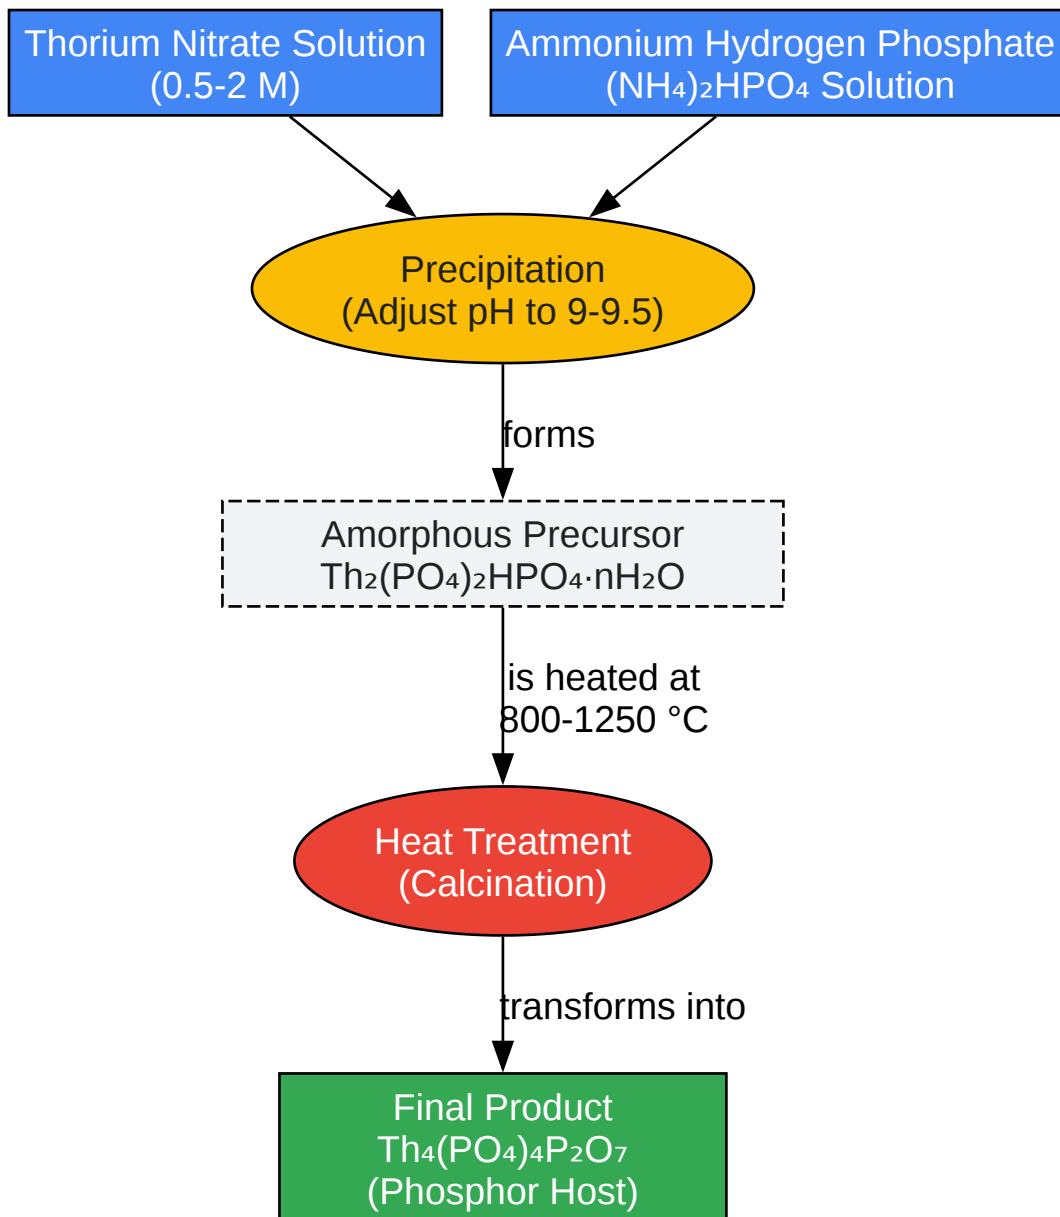 Thorium Nitrate Solution
(0.5-2 M)
Ammonium Hydrogen Phosphate
(NH₄)₂HPO₄ Solution
Precipitation
(Adjust pH to 9-9.5)
forms
Amorphous Precursor
Th₂(PO₄)₂HPO₄·nH₂O
is heated at
800-1250 °C
Heat Treatment
(Calcination)
transforms into
Final Product
Th₄(PO₄)₄P₂O₇
(Phosphor Host)